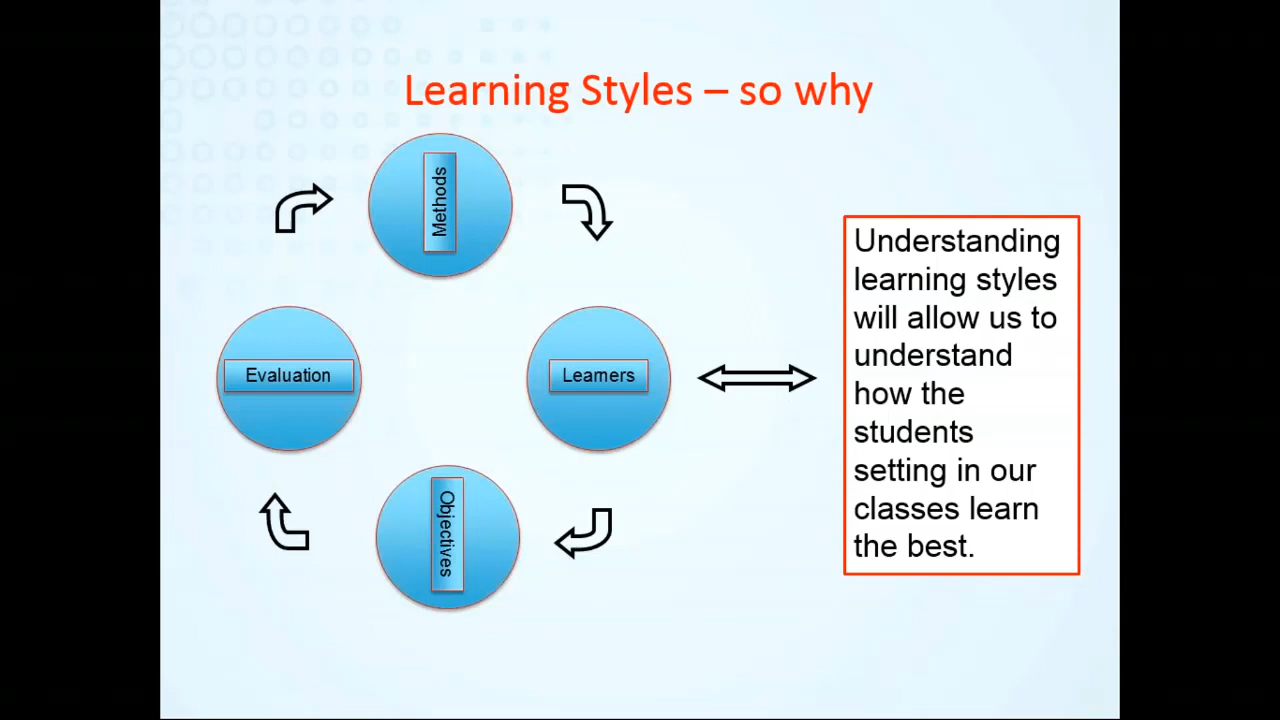 Learning Styles – so why
Methods
Evaluation
Learners
Objectives
Understanding
learning styles
will allow us to
understand
how the
students
setting in our
classes learn
the best.